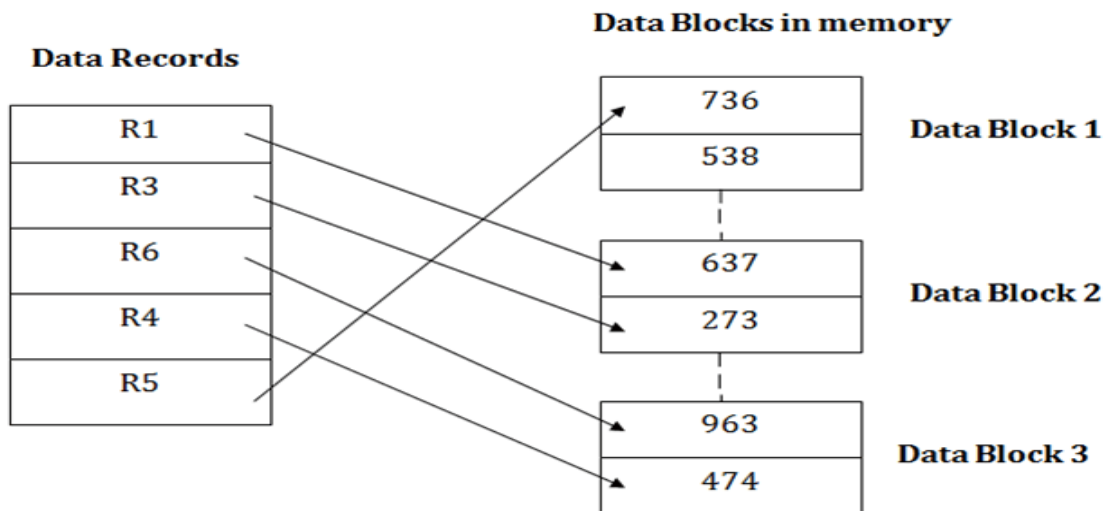 Data Blocks in memory
Data Records
R1
R3
R6
R4
R5
736
538
Data Block 1
637
273
Data Block 2
963
474
Data Block 3